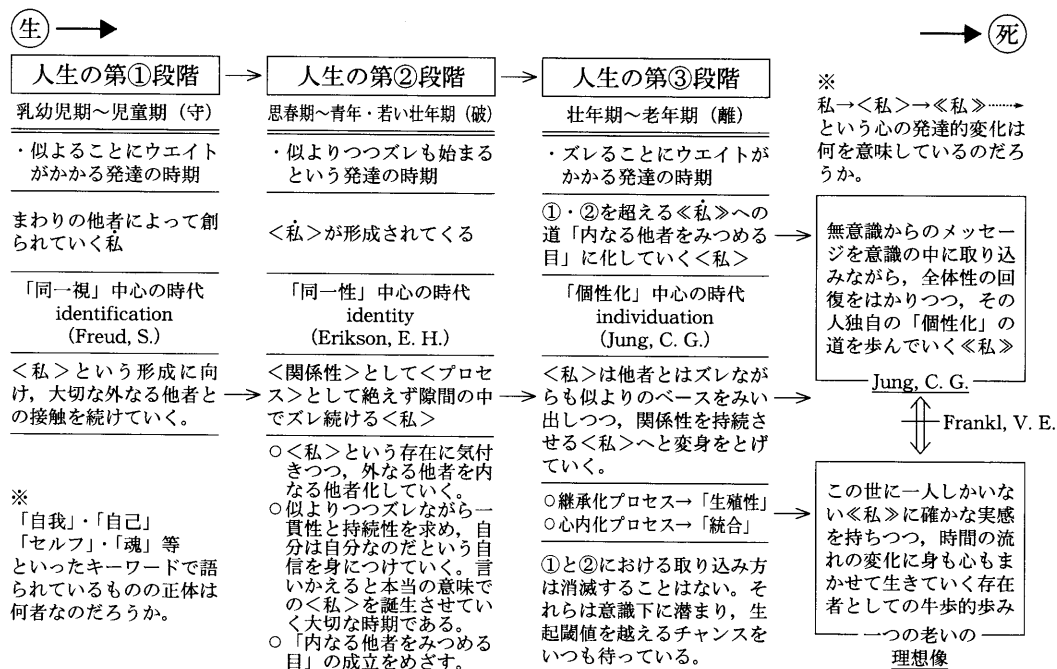 生
死
人生の第①段階
乳幼児期～児童期（守）
・似よることにウエイト
がかかる発達の時期
まわりの他者によって創
られていく私
「同一視」中心の時代
identification
(Freud, S.)
＜私＞という形成に向
け，大切な外なる他者と
の接触を続けていく。
※
「自我」・「自己」
「セルフ」・「魂」等
といったキーワードで語
られているものの正体は
何者なのだろうか。
人生の第②段階
思春期～青年・若い壮年期（破）
・似よりつつズレも始まる
という発達の時期
＜私＞が形成されてくる
「同一性」中心の時代
identity
(Erikson, E. H.)
＜関係性＞として＜プロセ
ス＞として絶えず隙間の中
でズレ続ける＜私＞
○＜私＞という存在に気付
きつつ，外なる他者を内
なる他者化していく。
○似よりつつズレながら一
貫性と持続性を求め，自
分は自分なのだという自
信を身につけていく。言
いかえると本当の意味で
の＜私＞を誕生させてい
く大切な時期である。
○「内なる他者をみつめる
目」の成立をめざす。
人生の第③段階
壮年期～老年期（離）
・ズレることにウエイトが
かかる発達の時期
①・②を超える≪私≫への
道「内なる他者をみつめる
目」に化していく＜私＞
「個性化」中心の時代
individuation
(Jung, C. G.)
＜私＞は他者とはズレなが
らも似よりのベースをみい
出しつつ，関係性を持続さ
せる＜私＞へと変身をとげ
ていく。
○継承化プロセス→「生殖性」
○心内化プロセス→「統合」
①と②における取り込み方
は消滅することはない。そ
れらは意識下に潜まり，生
起閾値を越えるチャンスを
いつも待っている。
※
私→＜私＞→≪私≫┈┈→
という心の発達的変化は
何を意味しているのだろ
うか。
無意識からのメッセ
ージを意識の中に取り込
みながら，全体性の回
復をはかりつつ，その
人独自の「個性化」の
道を歩んでいく≪私≫
Jung, C. G.
Frankl, V. E.
この世に一人しかいな
い≪私≫に確かな実感
を持ちつつ，時間の流
れの変化に身も心もま
かせて生きていく存在
者としての牛歩的歩み
一つの老いの
理想像